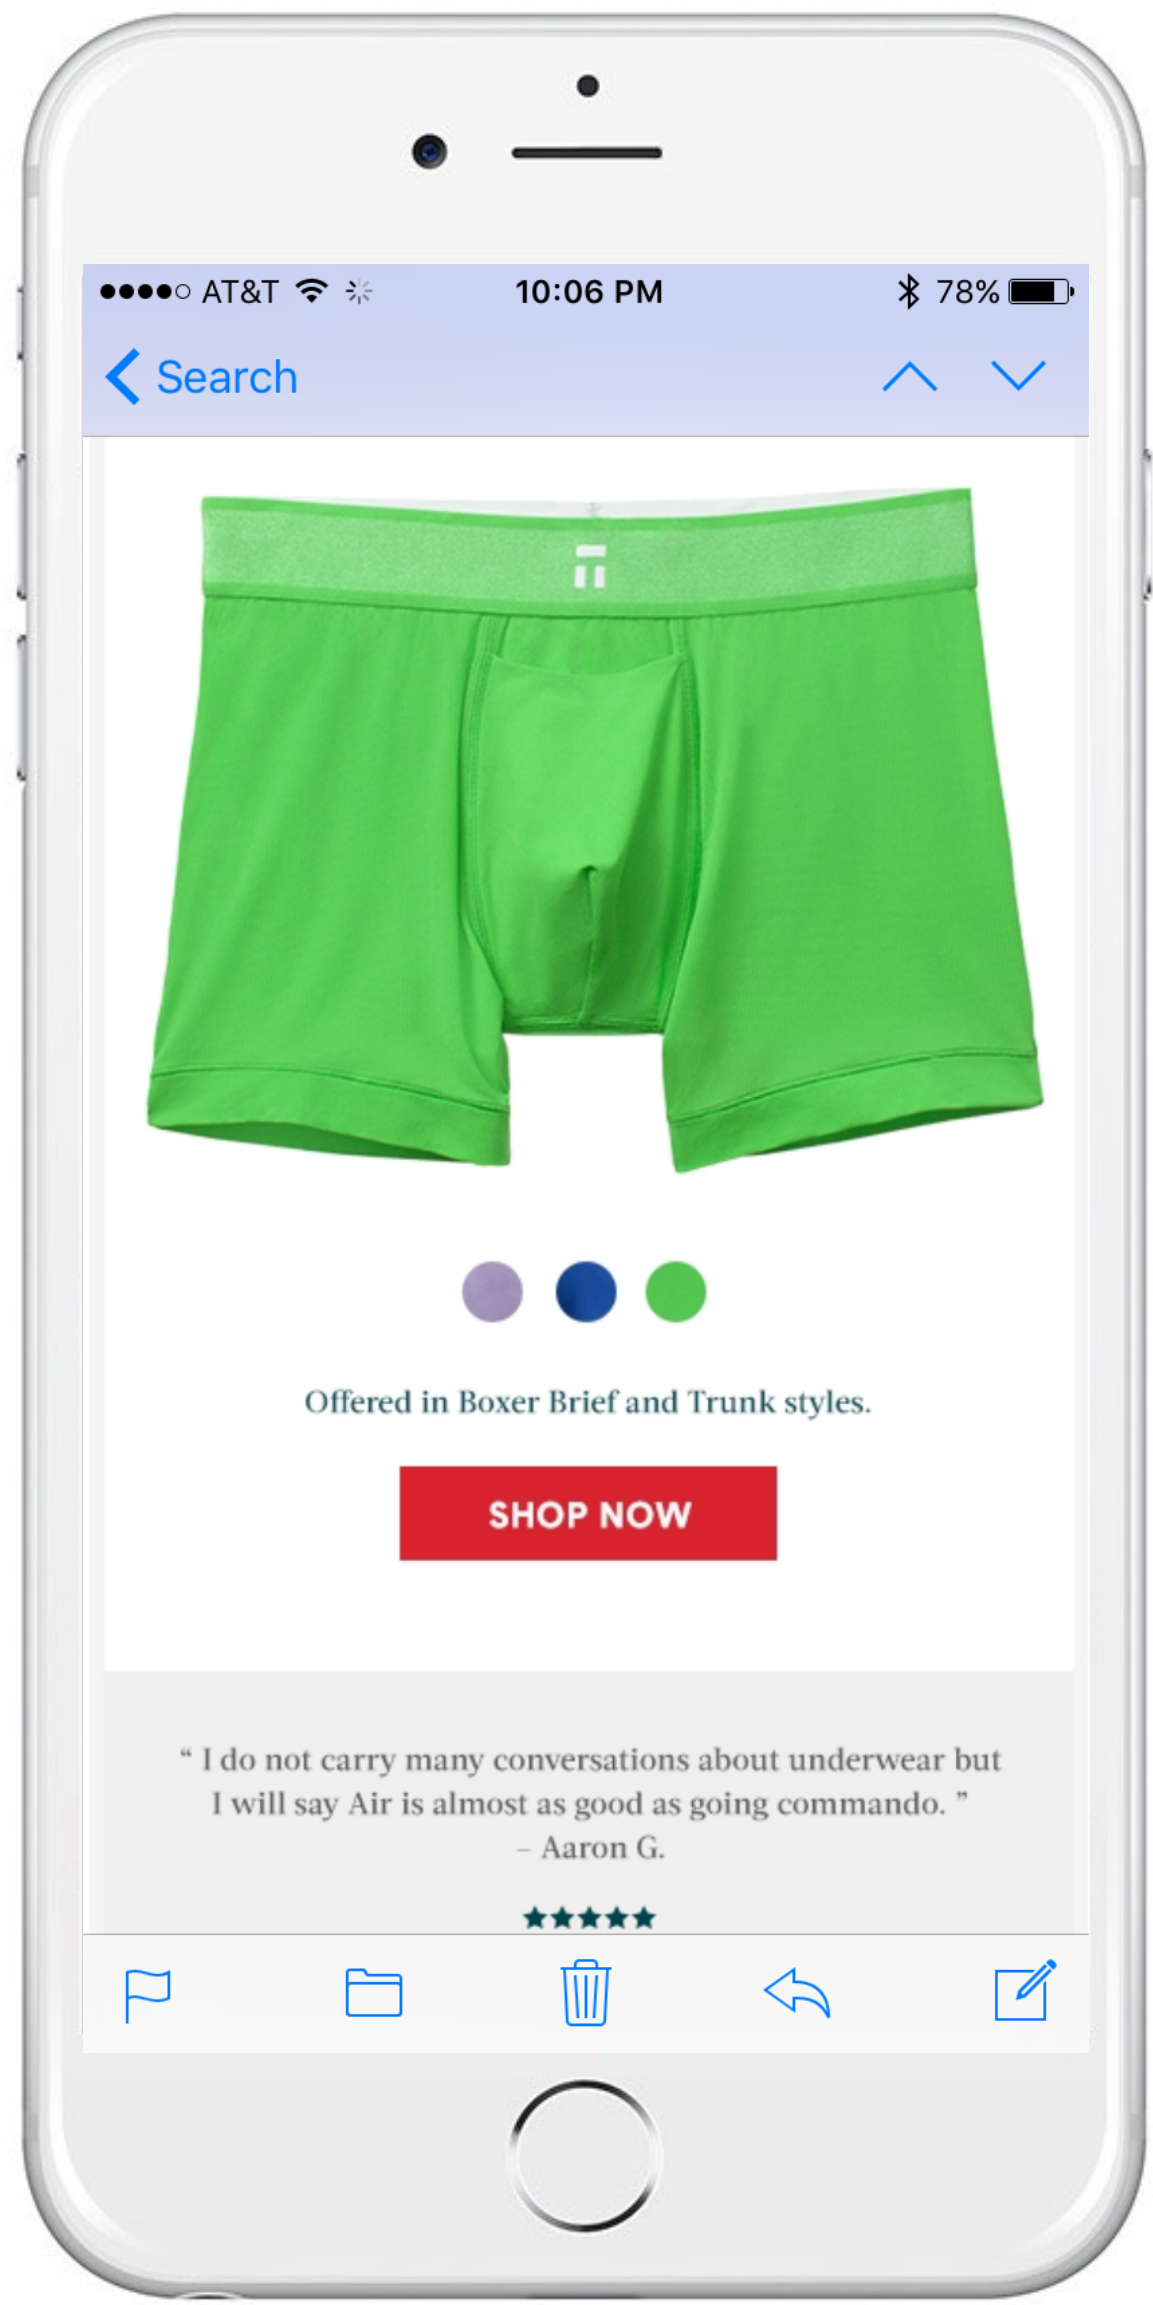 AT&T 10:06 PM 78%
Search
Offered in Boxer Brief and Trunk styles.
SHOP NOW
“ I do not carry many conversations about underwear but
I will say Air is almost as good as going commando. ”
– Aaron G.